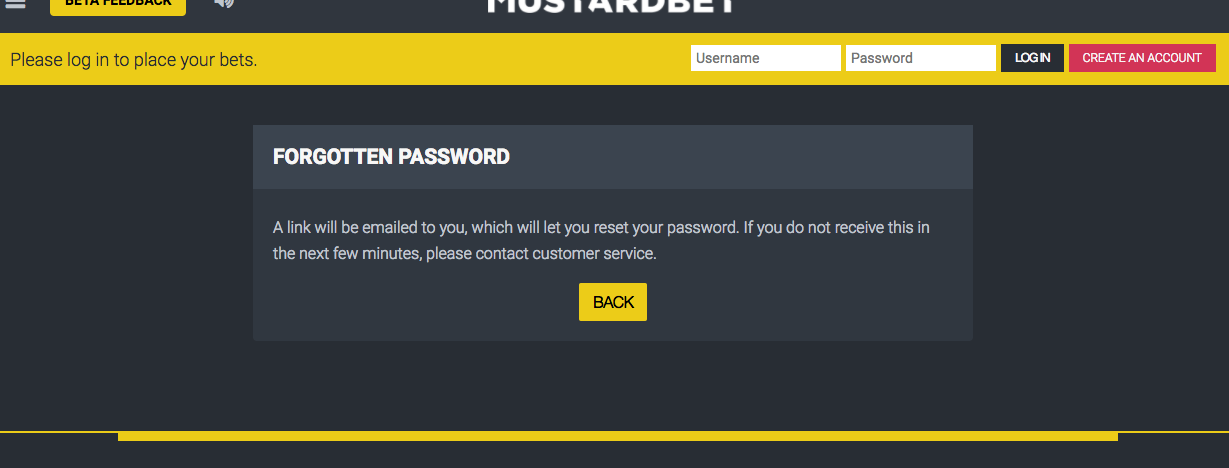 BETA FEEDBACK
MUSTARDBET
Please log in to place your bets.
Username
Password
LOG IN
CREATE AN ACCOUNT
FORGOTTEN PASSWORD
A link will be emailed to you, which will let you reset your password. If you do not receive this in
the next few minutes, please contact customer service.
BACK